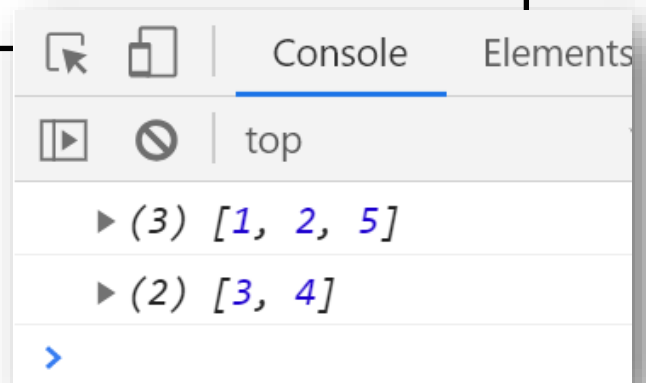 Console Elements
top
(3) [1, 2, 5]
(2) [3, 4]
>